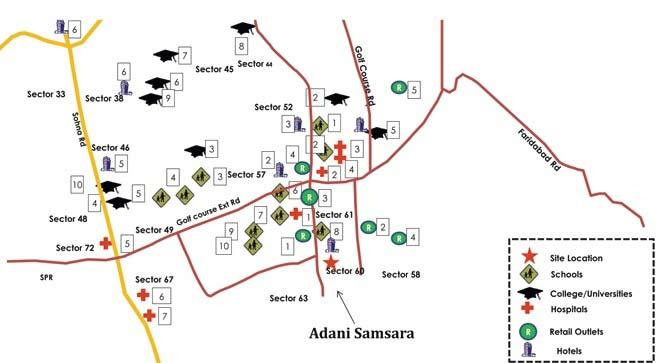 6
8
7
Sector 44
Sector 45
Golf Course Rd
6
6
R 5
Sector 33
Sector 38
9
2
Sohna Rd
Sector 52
3
1
5
Faridabad Rd
Sector 46
3
2
3
5
2
4
R
4
10
4
3
Sector 57
2
4
5
6
R 3
Sector 48
Golf course Ext Rd
7
1
Sector 61
Sector 49
9
8
R 2
Sector 72
5
10
1
R
R 4
SPR
Sector 60
Sector 58
Sector 67
6
Sector 63
7
Adani Samsara
Site Location
Schools
College/Universities
Hospitals
R Retail Outlets
Hotels